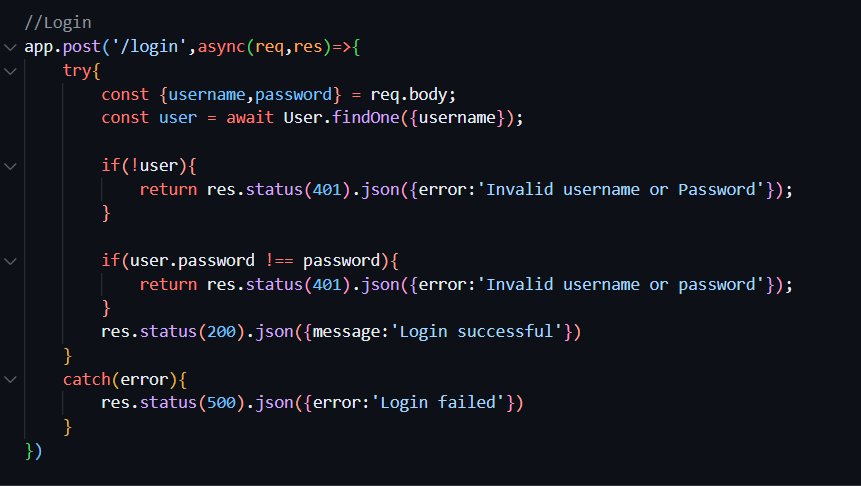 //Login
app.post('/login',async(req,res)=>{
try{
const {username,password} = req.body;
const user = await User.findOne({username});
if(!user){
return res.status(401).json({error:'Invalid username or Password'});
}
if(user.password !== password){
return res.status(401).json({error:'Invalid username or password'});
}
res.status(200).json({message:'Login successful'})
}
catch(error){
res.status(500).json({error:'Login failed'})
}
})